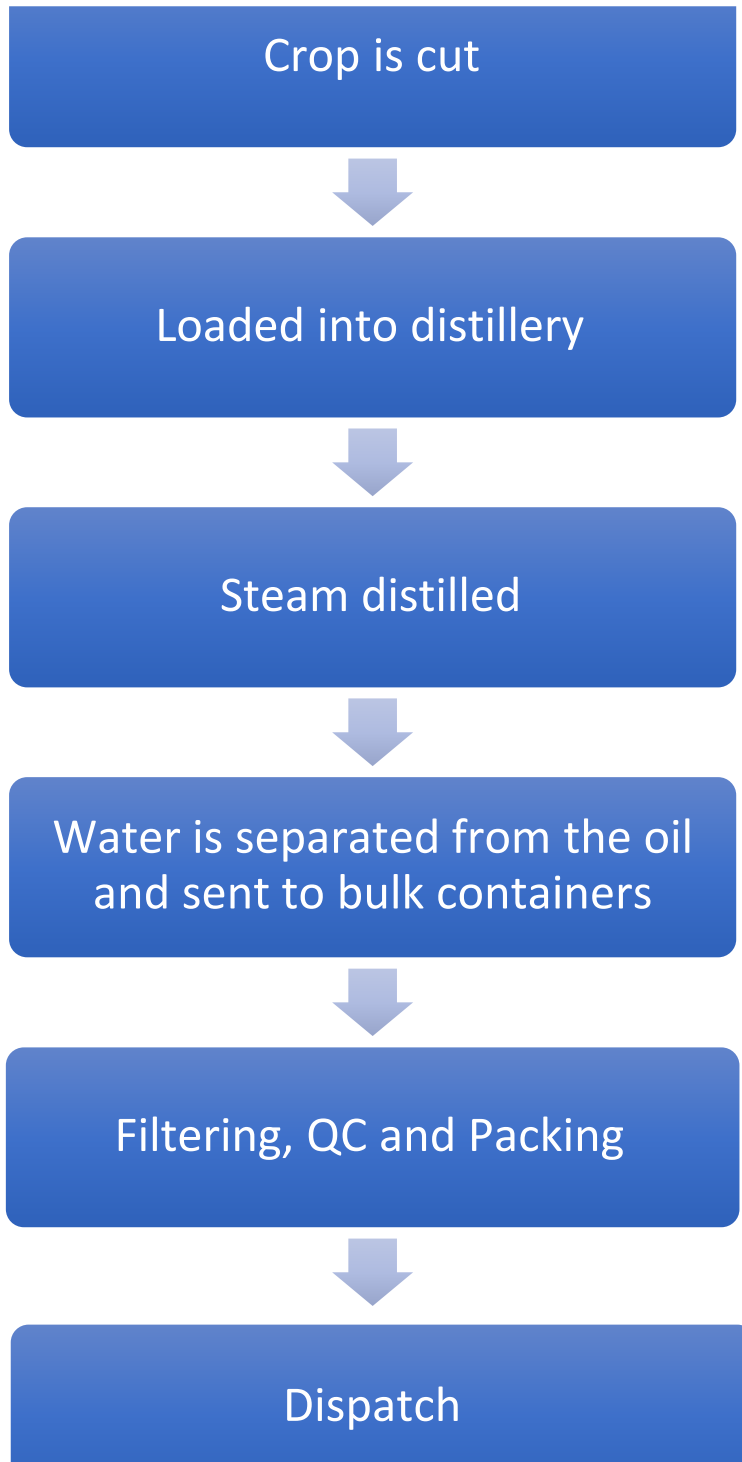 Crop is cut
Loaded into distillery
Steam distilled
Water is separated from the oil
and sent to bulk containers
Filtering, QC and Packing
Dispatch